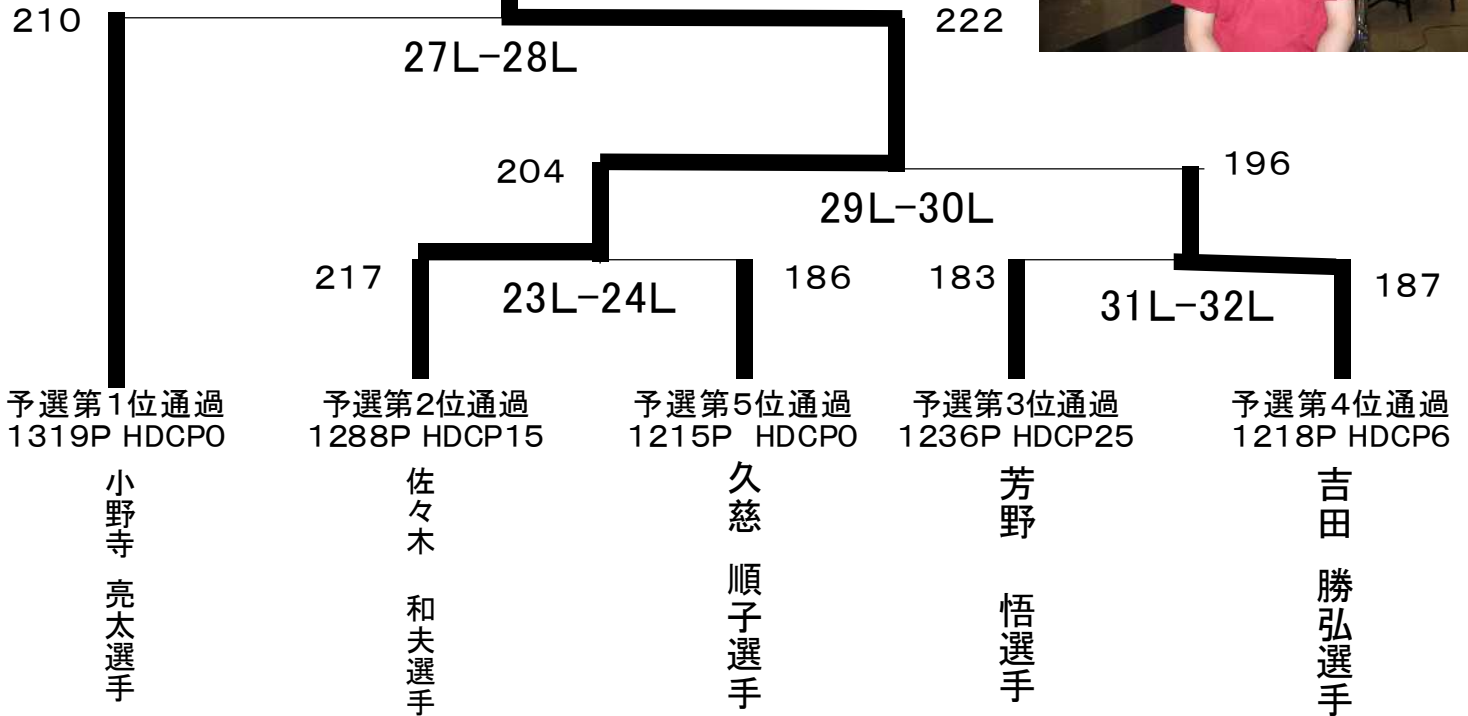 210
222
27L-28L
204
196
29L-30L
217
23L-24L
186
183
31L-32L
187
予選第1位通過
1319P HDCP0
小野寺 亮太選手
予選第2位通過
1288P HDCP15
佐々木 和夫選手
予選第5位通過
1215P HDCP0
久慈 順子選手
予選第3位通過
1236P HDCP25
芳野 悟選手
予選第4位通過
1218P HDCP6
吉田 勝弘選手